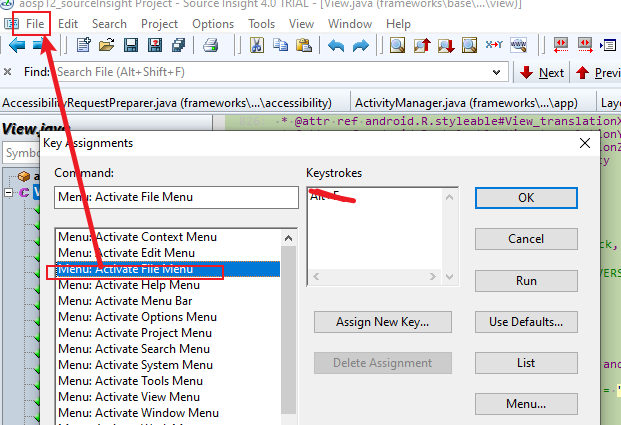 aosp12_sourceInsight Project - Source Insight 4.0 TRIAL - [View.java (frameworks\base\...\view)]
File Edit Search Project Options Tools View Window Help
Find: Search File (Alt+Shift+F) Next Previ
AccessibilityRequestPreparer.java (frameworks\...\accessibility) ActivityManager.java (frameworks\...\app) Laye
View.java
* @attr ref android.R.styleable#View_translationX
Key Assignments
Command:
Keystrokes
Menu: Activate File Menu
OK
Menu: Activate Context Menu
Menu: Activate Edit Menu
Menu: Activate File Menu
Menu: Activate Help Menu
Menu: Activate Menu Bar
Menu: Activate Options Menu
Menu: Activate Project Menu
Menu: Activate Search Menu
Menu: Activate System Menu
Menu: Activate Tools Menu
Menu: Activate View Menu
Menu: Activate Window Menu
Cancel
Run
Assign New Key... Use Defaults...
Delete Assignment List
Menu...